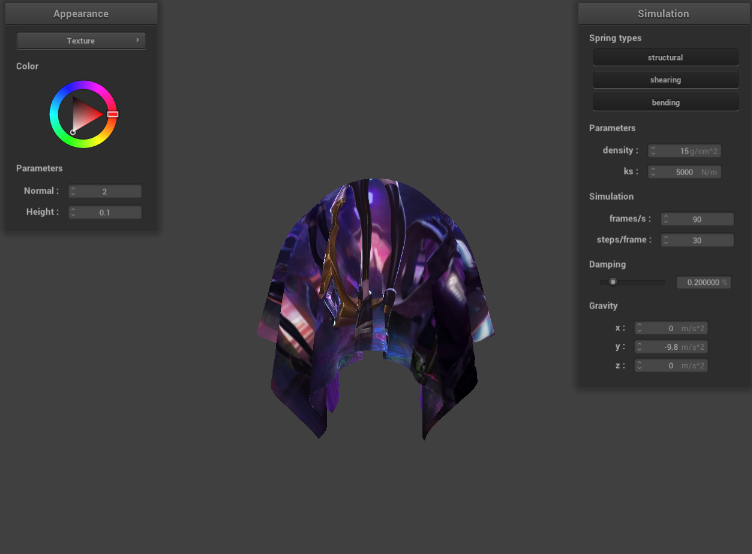 Appearance
Texture
Color
Parameters
Normal : 2
Height : 0.1
Simulation
Spring types
structural
shearing
bending
Parameters
density : 15 g/cm^2
ks : 5000 N/m
Simulation
frames/s : 90
steps/frame : 30
Damping
0.200000 %
Gravity
x : 0 m/s^2
y : -9.8 m/s^2
z : 0 m/s^2